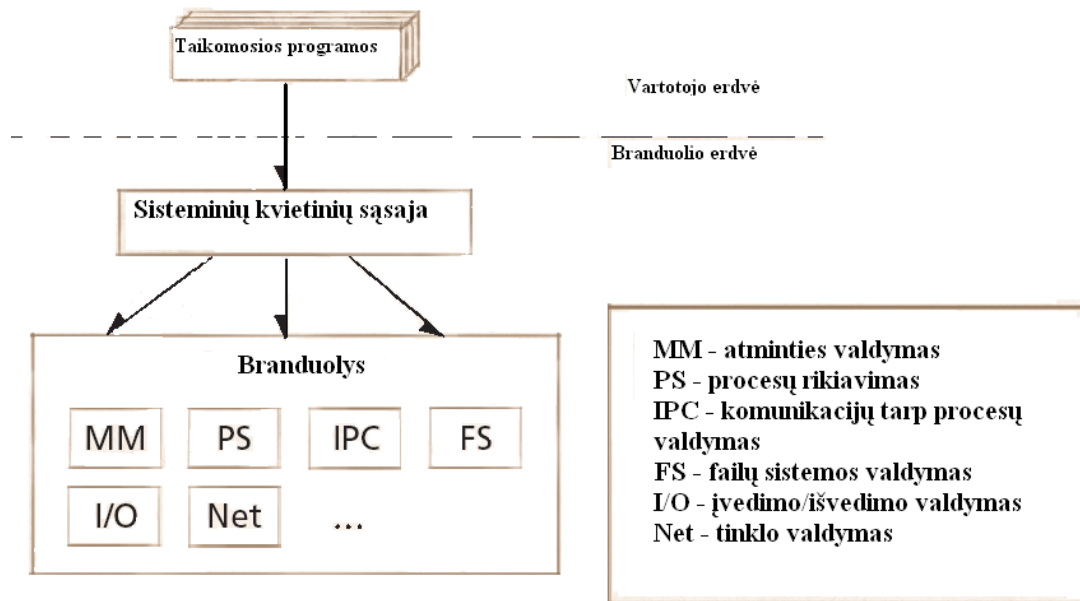 Taikomosios programos
Vartotojo erdvė
Branduolio erdvė
Sisteminių kvietinių sąsaja
Branduolys
MM PS IPC FS
I/O Net ...
MM - atminties valdymas
PS - procesų rikiavimas
IPC - komunikacijų tarp procesų
valdymas
FS - failų sistemos valdymas
I/O - įvedimo/išvedimo valdymas
Net - tinklo valdymas